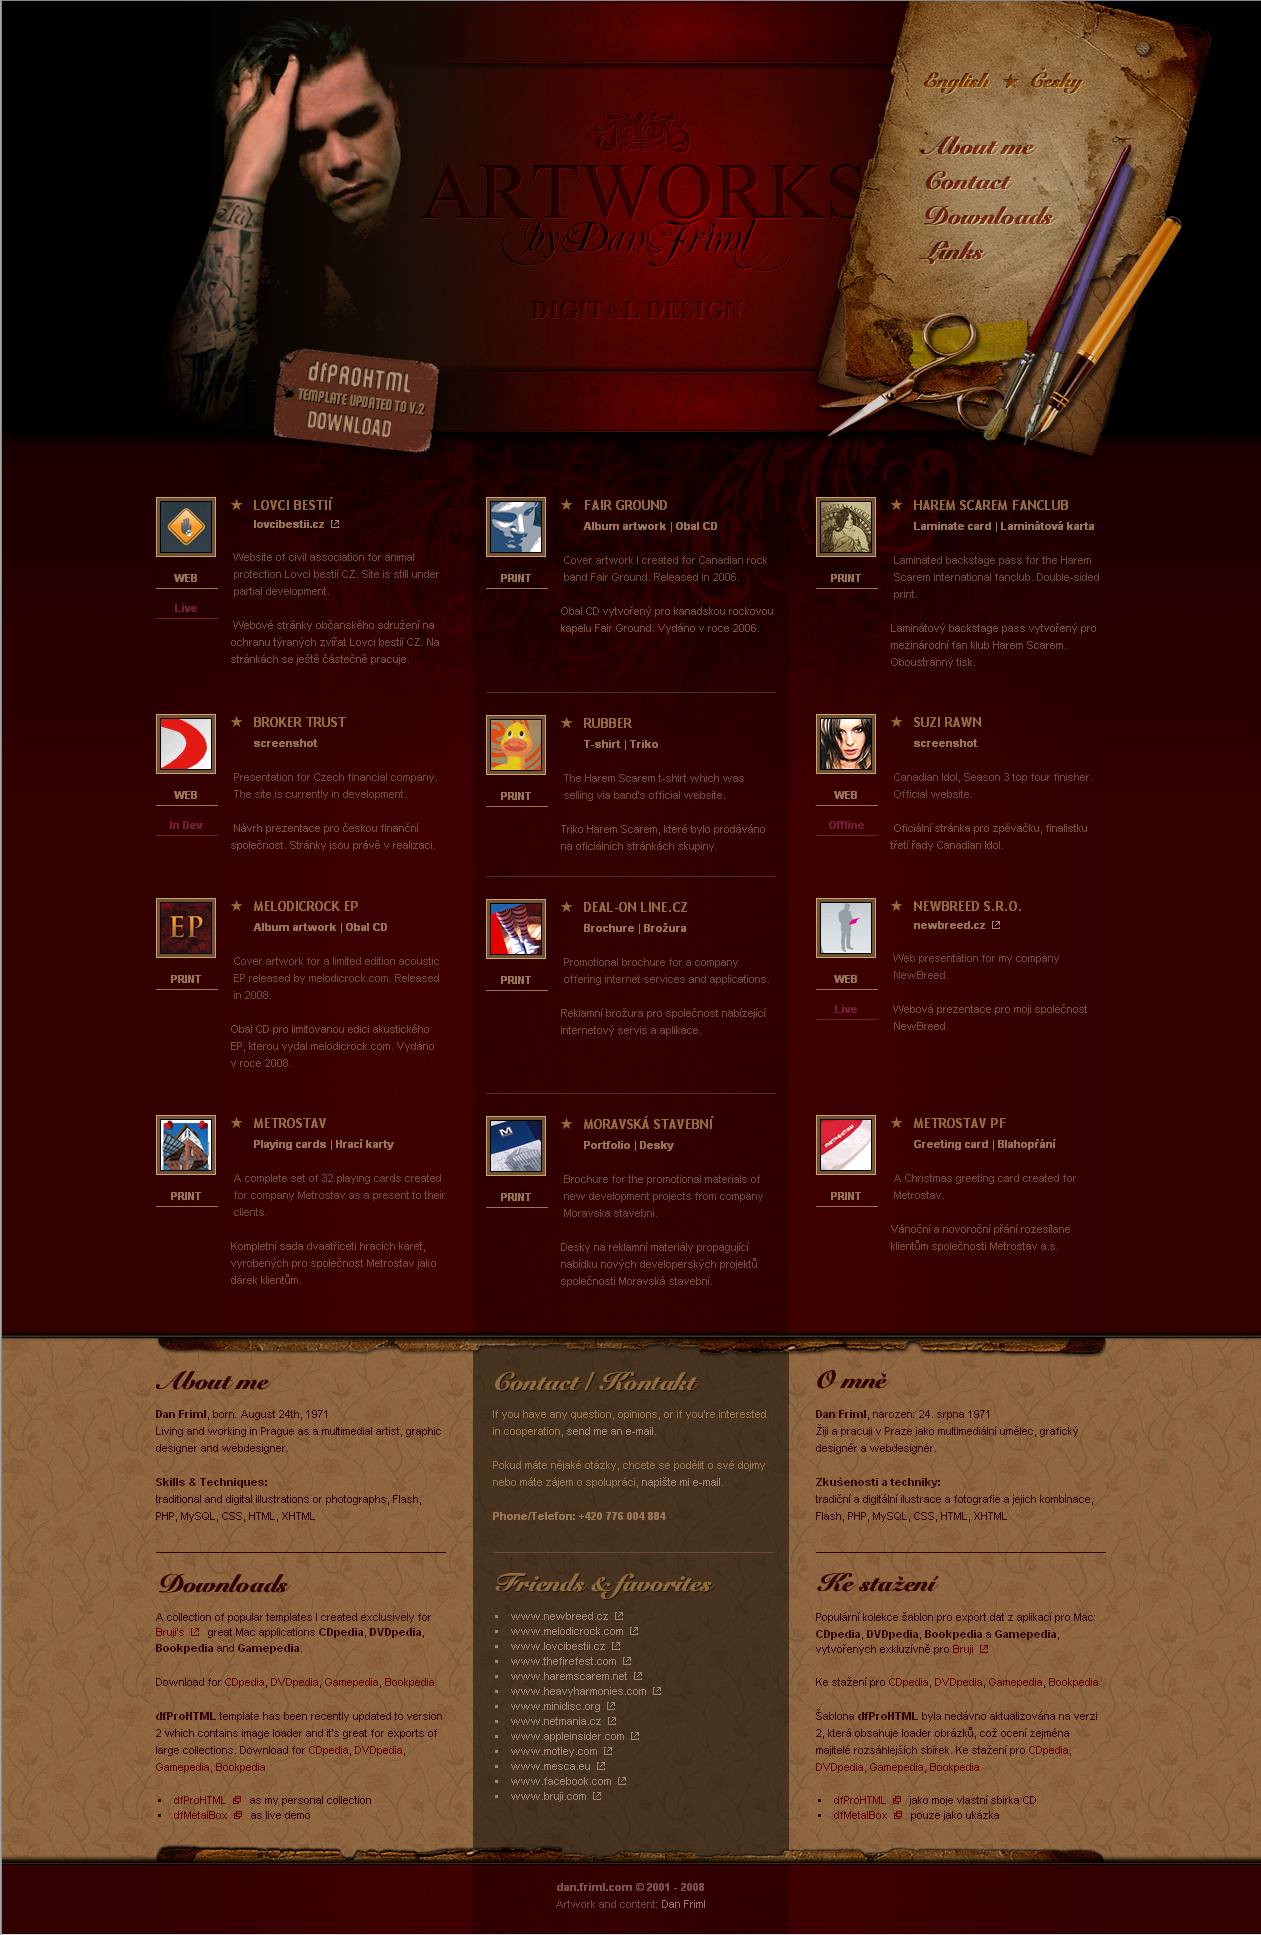 English ★ Česky
About me
Contact
Downloads
Links
ARTWORKS
by Dan Friml
DIGITAL DESIGN
dfPROHTML
TEMPLATE UPDATED TO V.2
DOWNLOAD
★ LOVCI BESTIÍ
lovcibestii.cz
WEB
Live
Website of civil association for animal
protection Lovci bestií CZ. Site is still under
partial development.
Webové stránky občanského sdružení na
ochranu týraných zvířat Lovci bestií CZ. Na
stránkách se ještě částečně pracuje.
★ FAIR GROUND
Album artwork | Obal CD
PRINT
Cover artwork I created for Canadian rock
band Fair Ground. Released in 2006.
Obal CD vytvořený pro kanadskou rockovou
kapelu Fair Ground. Vydáno v roce 2006.
★ HAREM SCAREM FANCLUB
Laminate card | Laminátová karta
PRINT
Laminated backstage pass for the Harem
Scarem international fanclub. Double-sided
print.
Laminátový backstage pass vytvořený pro
mezinárodní fan klub Harem Scarem.
Oboustranný tisk.
★ BROKER TRUST
screenshot
WEB
In Dev
Presentation for Czech financial company.
The site is currently in development.
Návrh prezentace pro českou finanční
společnost. Stránky jsou právě v realizaci.
★ RUBBER
T-shirt | Triko
PRINT
The Harem Scarem t-shirt which was
selling via band's official website.
Triko Harem Scarem, které bylo prodáváno
na oficiálních stránkách skupiny.
★ SUZI RAWN
screenshot
WEB
Offline
Canadian Idol, Season 3 top four finisher.
Official website.
Oficiální stránka pro zpěvačku, finalistku
třetí řady Canadian Idol.
EP
★ MELODICROCK EP
Album artwork | Obal CD
PRINT
Cover artwork for a limited edition acoustic
EP released by melodicrock.com. Released
in 2008.
Obal CD pro limitovanou edici akustického
EP, kterou vydal melodicrock.com. Vydáno
v roce 2008.
★ DEAL-ON LINE.CZ
Brochure | Brožura
PRINT
Promotional brochure for a company
offering internet services and applications.
Reklamní brožura pro společnost nabízející
internetový servis a aplikace.
★ NEWBREED S.R.O.
newbreed.cz
WEB
Live
Web presentation for my company
NewBreed.
Webová prezentace pro moji společnost
NewBreed.
★ METROSTAV
Playing cards | Hrací karty
PRINT
A complete set of 32 playing cards created
for company Metrostav as a present to their
clients.
Kompletní sada dvaatřiceti hracích karet,
vyrobených pro společnost Metrostav jako
dárek klientům.
M
★ MORAVSKÁ STAVEBNÍ
Portfolio | Desky
PRINT
Brochure for the promotional materials of
new development projects from company
Moravska stavebni.
Desky na reklamní materiály propagující
nabídku nových developerských projektů
společnosti Moravská stavební.
★ METROSTAV PF
Greeting card | Blahopřání
PRINT
A Christmas greeting card created for
Metrostav.
Vánoční a novoroční přání rozesílane
klientům společnosti Metrostav a.s.
About me
Dan Friml, born: August 24th, 1971
Living and working in Prague as a multimedial artist, graphic
designer and webdesigner.
Skills & Techniques:
traditional and digital illustrations or photographs, Flash,
PHP, MySQL, CSS, HTML, XHTML
Contact / Kontakt
If you have any question, opinions, or if you're interested
in cooperation, send me an e-mail.
Pokud máte nějaké otázky, chcete se podělit o své dojmy
nebo máte zájem o spolupráci, napište mi e-mail.
Phone/Telefon: +420 776 004 884
O mně
Dan Friml, narozen: 24. srpna 1971
Žiji a pracuji v Praze jako multimediální umělec, grafický
designér a webdesignér.
Zkušenosti a techniky:
tradiční a digitální ilustrace a fotografie a jejich kombinace,
Flash, PHP, MySQL, CSS, HTML, XHTML
Downloads
A collection of popular templates I created exclusively for
Bruji's great Mac applications CDpedia, DVDpedia,
Bookpedia and Gamepedia.
Download for CDpedia, DVDpedia, Gamepedia, Bookpedia
dfProHTML template has been recently updated to version
2 which contains image loader and it's great for exports of
large collections. Download for CDpedia, DVDpedia,
Gamepedia, Bookpedia
▪ dfProHTML as my personal collection
▪ dfMetalBox as live demo
Friends & favorites
▪ www.newbreed.cz
▪ www.melodicrock.com
▪ www.lovcibestii.cz
▪ www.thefirefest.com
▪ www.haremscarem.net
▪ www.heavyharmonies.com
▪ www.minidisc.org
▪ www.netmania.cz
▪ www.appleinsider.com
▪ www.motley.com
▪ www.mesca.eu
▪ www.facebook.com
▪ www.bruji.com
Ke stažení
Populární kolekce šablon pro export dat z aplikací pro Mac:
CDpedia, DVDpedia, Bookpedia a Gamepedia,
vytvořených exkluzívně pro Bruji
Ke stažení pro CDpedia, DVDpedia, Gamepedia, Bookpedia
Šablona dfProHTML byla nedávno aktualizována na verzi
2, která obsahuje loader obrázků, což ocení zejména
majitelé rozsáhlejších sbírek. Ke stažení pro CDpedia,
DVDpedia, Gamepedia, Bookpedia
▪ dfProHTML jako moje vlastní sbírka CD
▪ dfMetalBox pouze jako ukázka
dan.friml.com © 2001 - 2008
Artwork and content: Dan Friml